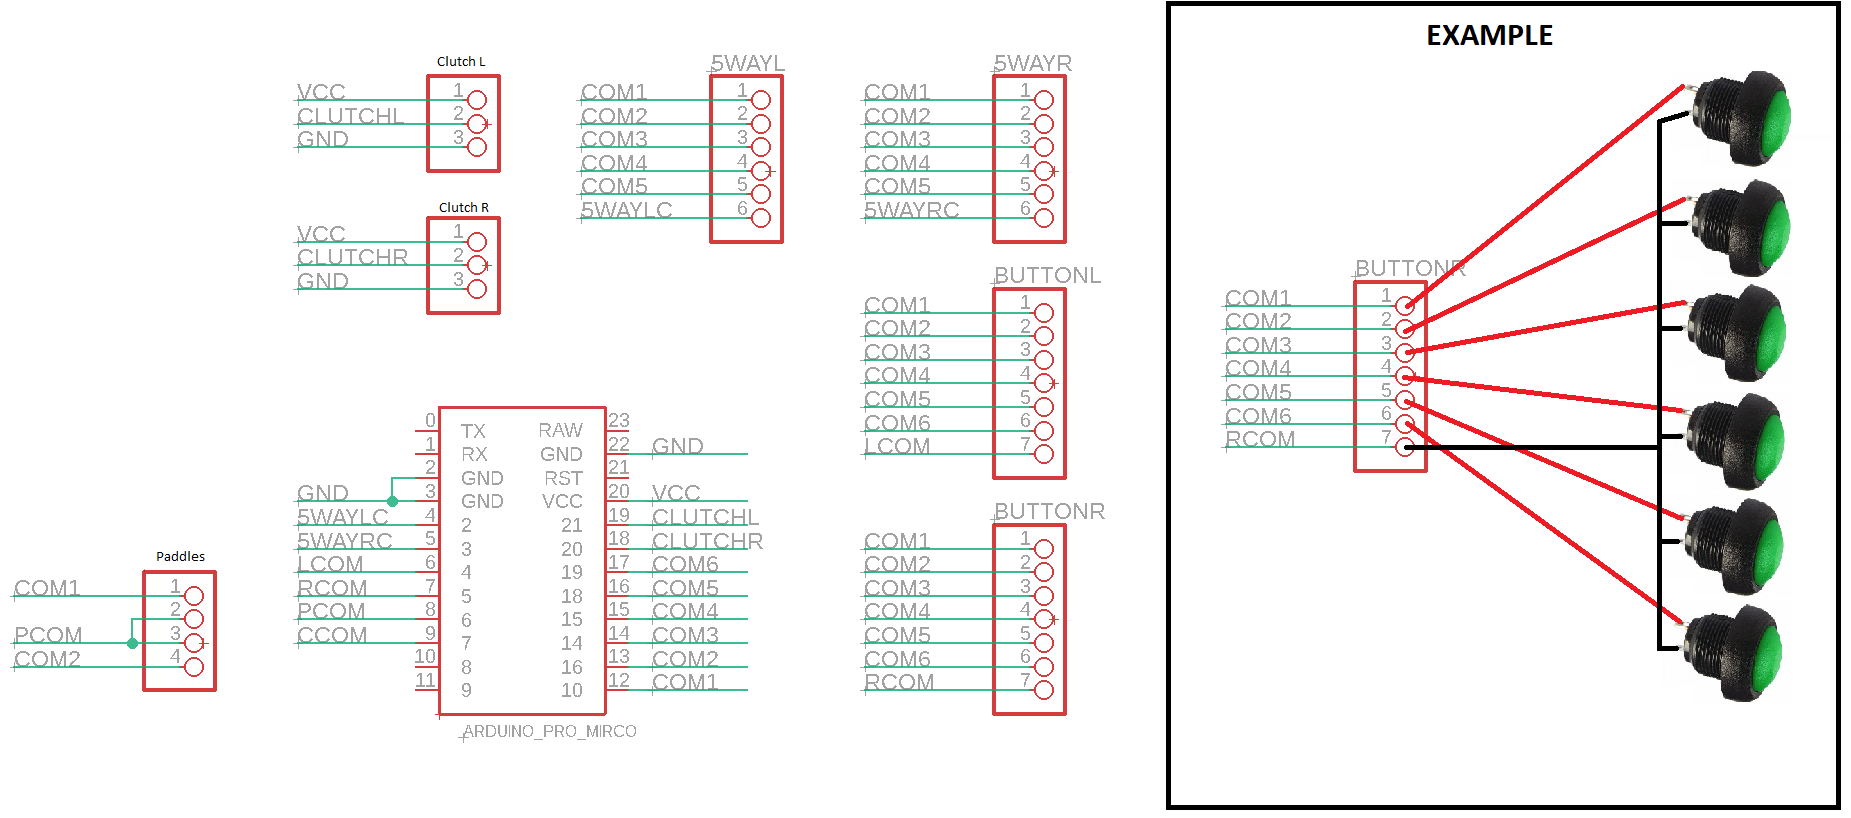 Clutch L
VCC 1
CLUTCHL 2
GND 3
Clutch R
VCC 1
CLUTCHR 2
GND 3
5WAYL
COM1 1
COM2 2
COM3 3
COM4 4
COM5 5
5WAYLC 6
5WAYR
COM1 1
COM2 2
COM3 3
COM4 4
COM5 5
5WAYRC 6
BUTTONL
COM1 1
COM2 2
COM3 3
COM4 4
COM5 5
COM6 6
LCOM 7
BUTTONR
COM1 1
COM2 2
COM3 3
COM4 4
COM5 5
COM6 6
RCOM 7
Paddles
COM1 1
2
PCOM 3
COM2 4
0 TX RAW 23
1 RX GND 22 GND
2 GND RST 21
GND 3 GND VCC 20 VCC
5WAYLC 4 2 21 19 CLUTCHL
5WAYRC 5 3 20 18 CLUTCHR
LCOM 6 4 19 17 COM6
RCOM 7 5 18 16 COM5
PCOM 8 6 15 15 COM4
CCOM 9 7 14 14 COM3
10 8 16 13 COM2
11 9 10 12 COM1
ARDUINO_PRO_MIRCO
EXAMPLE
BUTTONR
COM1 1
COM2 2
COM3 3
COM4 4
COM5 5
COM6 6
RCOM 7